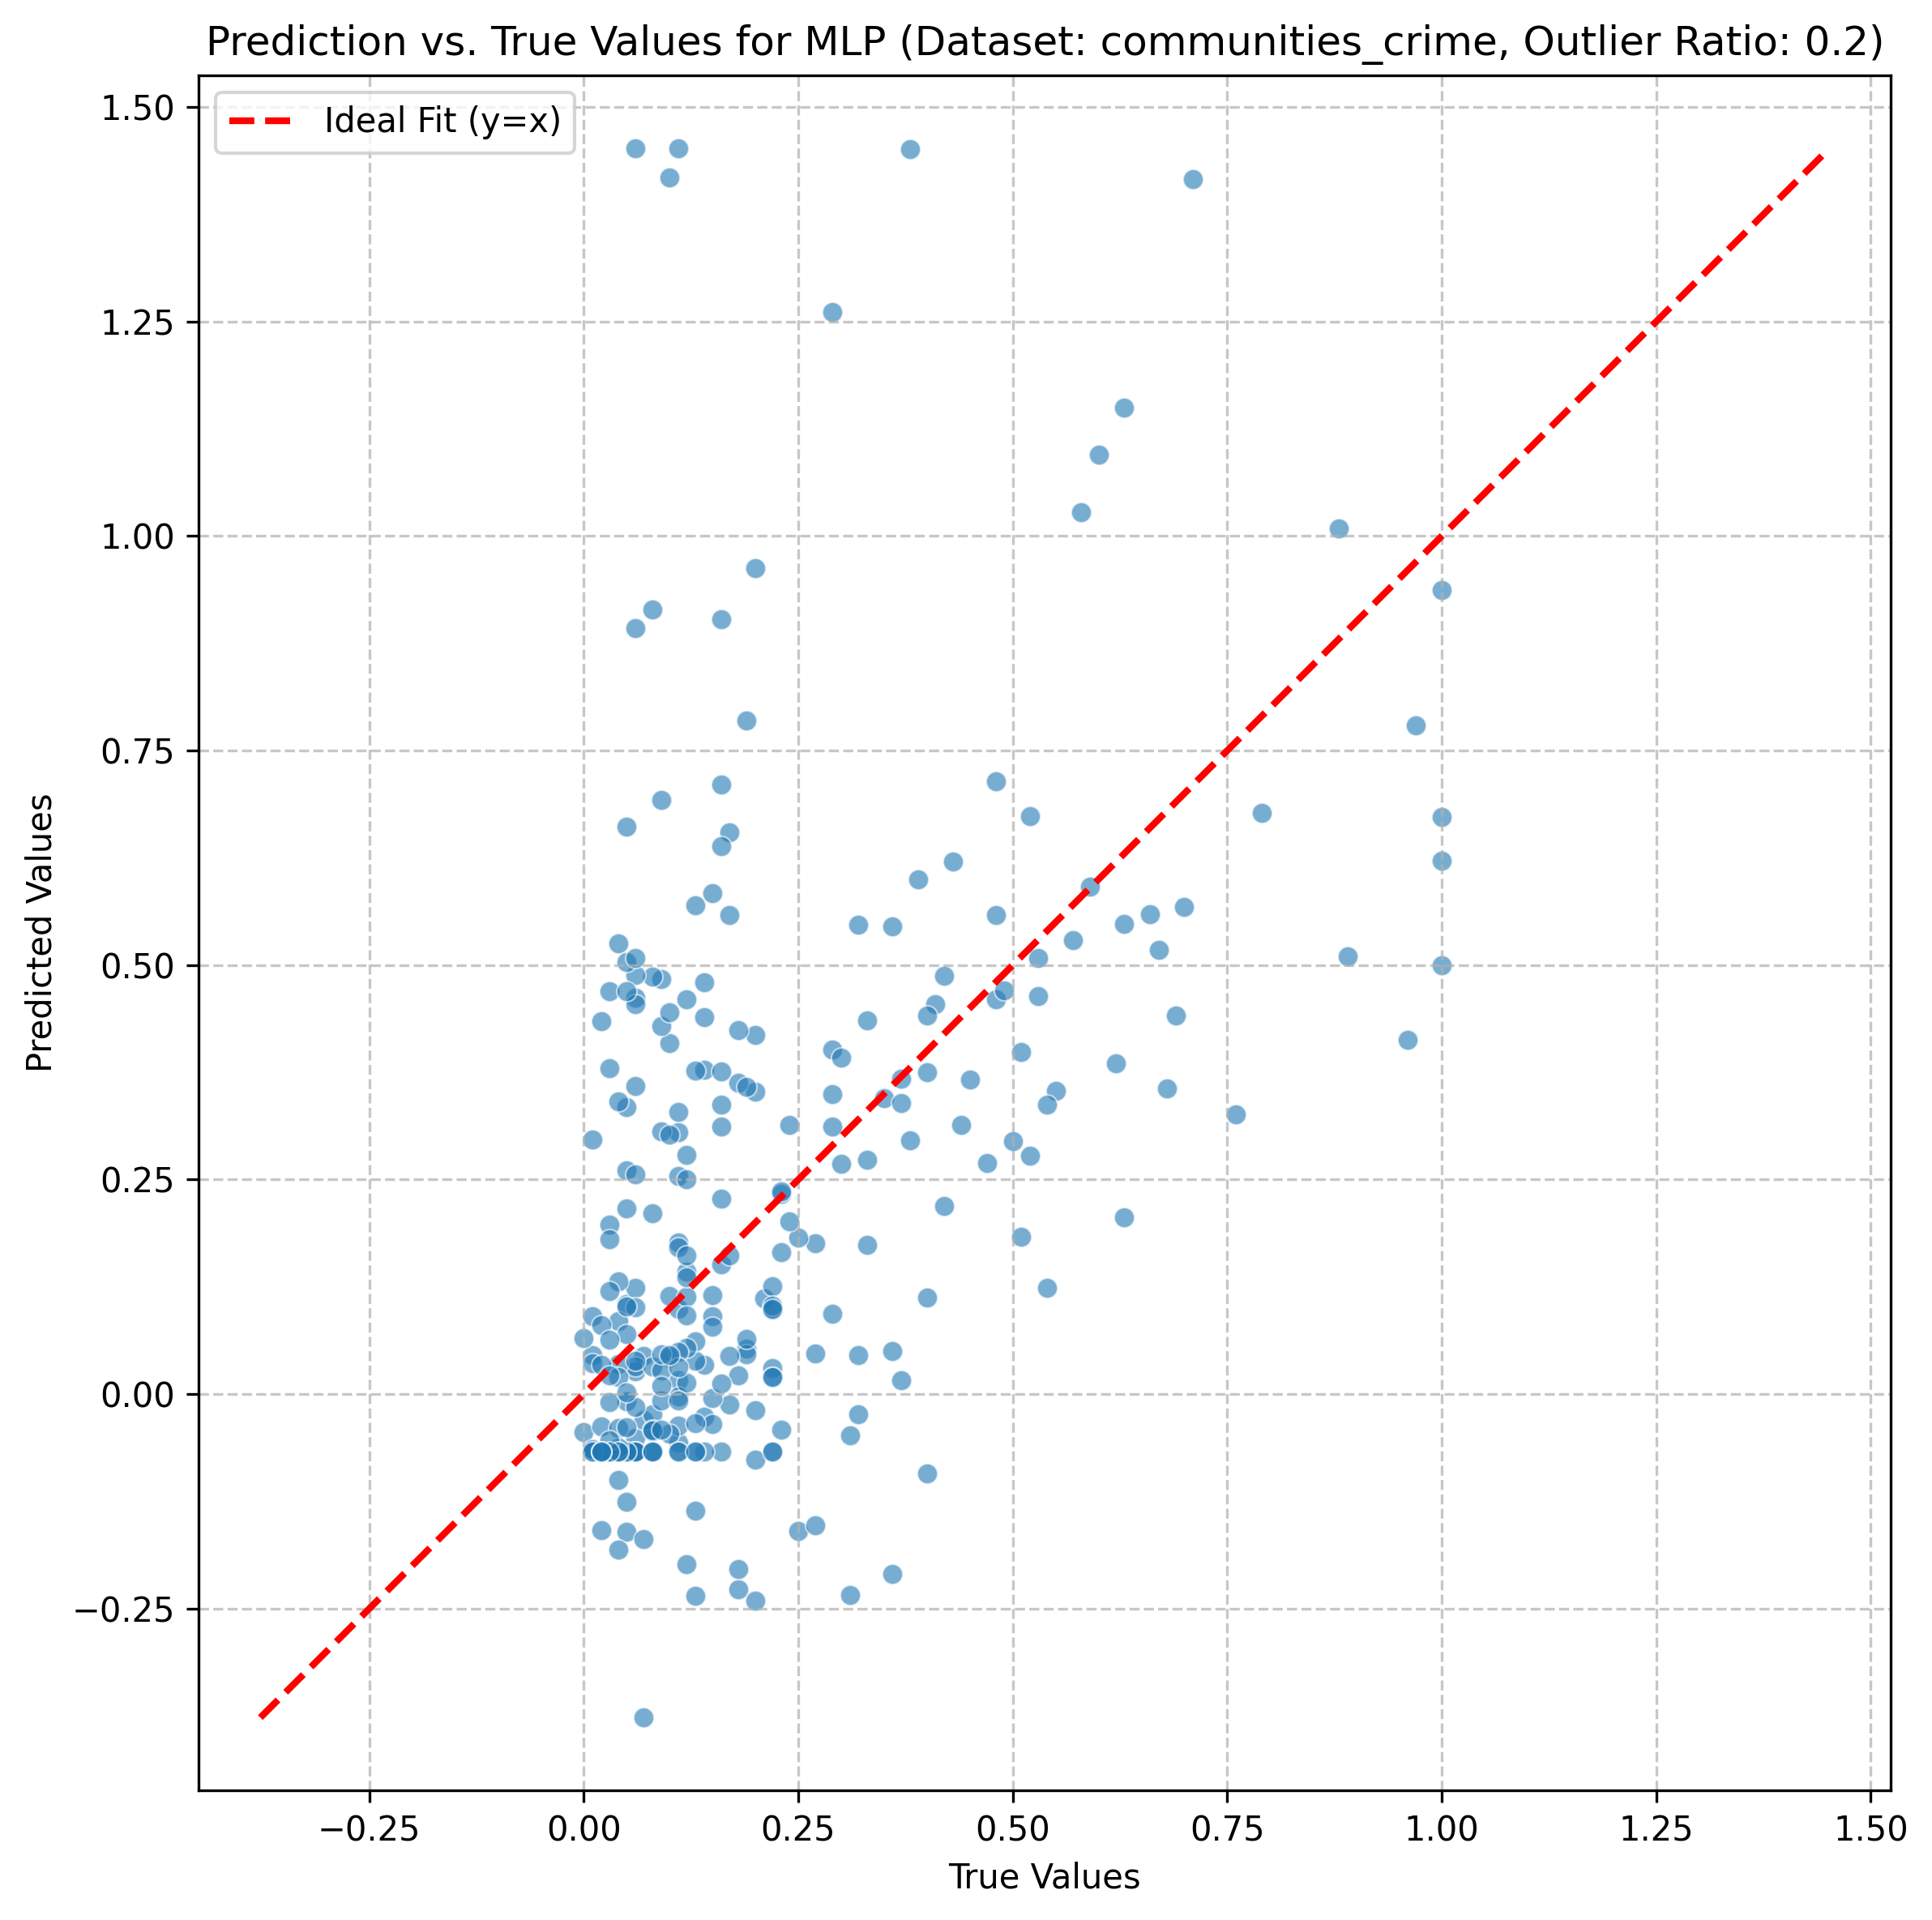 Prediction vs. True Values for MLP (Dataset: communities_crime, Outlier Ratio: 0.2)
Ideal Fit (y=x)
1.50
1.25
1.00
0.75
0.50
0.25
0.00
−0.25
Predicted Values
−0.25 0.00 0.25 0.50 0.75 1.00 1.25 1.50
True Values